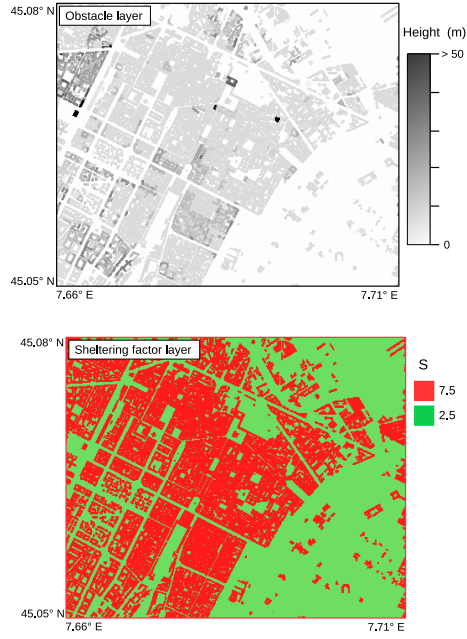 45.08° N
Obstacle layer
Height (m)
> 50
0
45.05° N
7.66° E
7.71° E
45.08° N
Sheltering factor layer
S
7.5
2.5
45.05° N
7.66° E
7.71° E